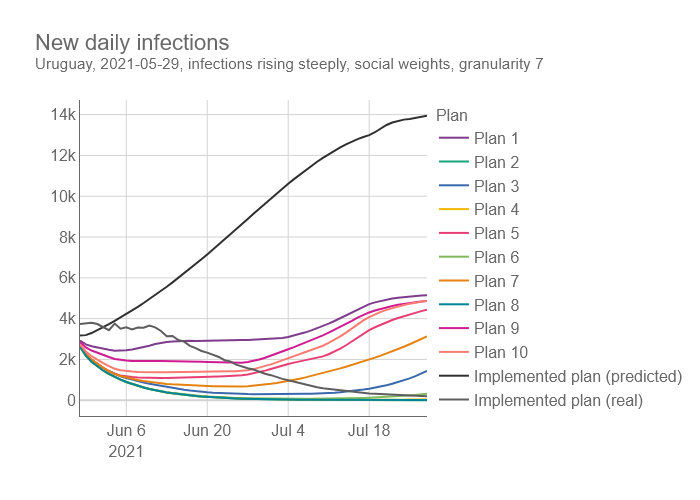 New daily infections
Uruguay, 2021-05-29, infections rising steeply, social weights, granularity 7
14k
12k
10k
8k
6k
4k
2k
0
Jun 6
2021
Jun 20
Jul 4
Jul 18
Plan
Plan 1
Plan 2
Plan 3
Plan 4
Plan 5
Plan 6
Plan 7
Plan 8
Plan 9
Plan 10
Implemented plan (predicted)
Implemented plan (real)